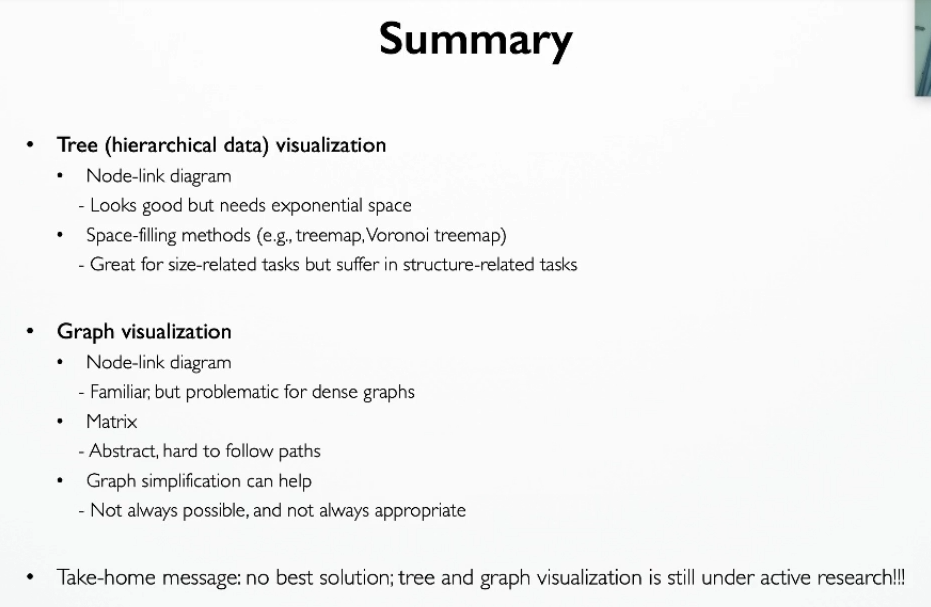 Summary
• Tree (hierarchical data) visualization
• Node-link diagram
- Looks good but needs exponential space
• Space-filling methods (e.g., treemap, Voronoi treemap)
- Great for size-related tasks but suffer in structure-related tasks
• Graph visualization
• Node-link diagram
- Familiar, but problematic for dense graphs
• Matrix
- Abstract, hard to follow paths
• Graph simplification can help
- Not always possible, and not always appropriate
• Take-home message: no best solution; tree and graph visualization is still under active research!!!